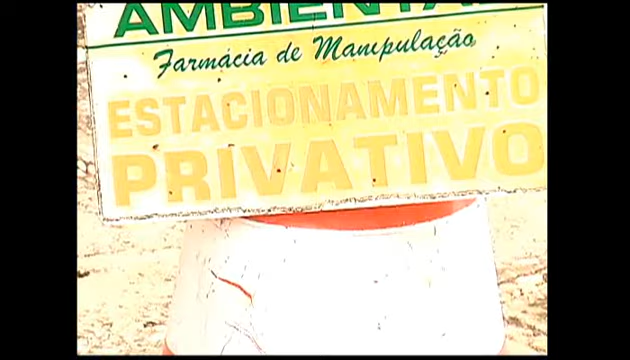 AMBIENTA
Farmácia de Manipulação
ESTACIONAMENTO
PRIVATIVO